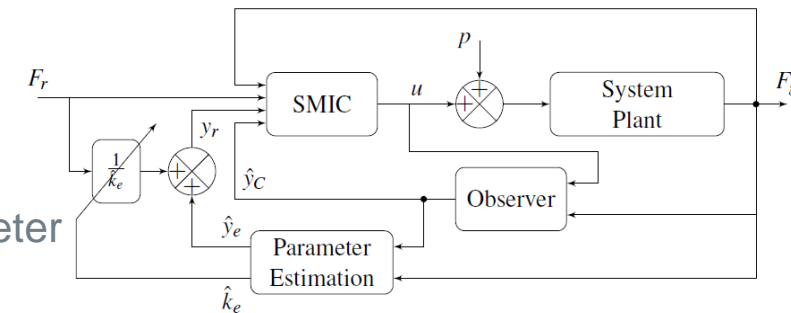 p
F_r
SMIC
u
+
+
System
Plant
y_r
1
k̂_e
+
+
ŷ_C
Observer
eter
ŷ_e
Parameter
Estimation
k̂_e